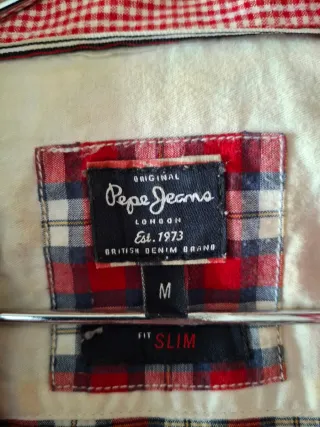 ORIGINAL
Pepe Jeans
LONDON
Est. 1973
BRITISH DENIM BRAND
M
FIT SLIM